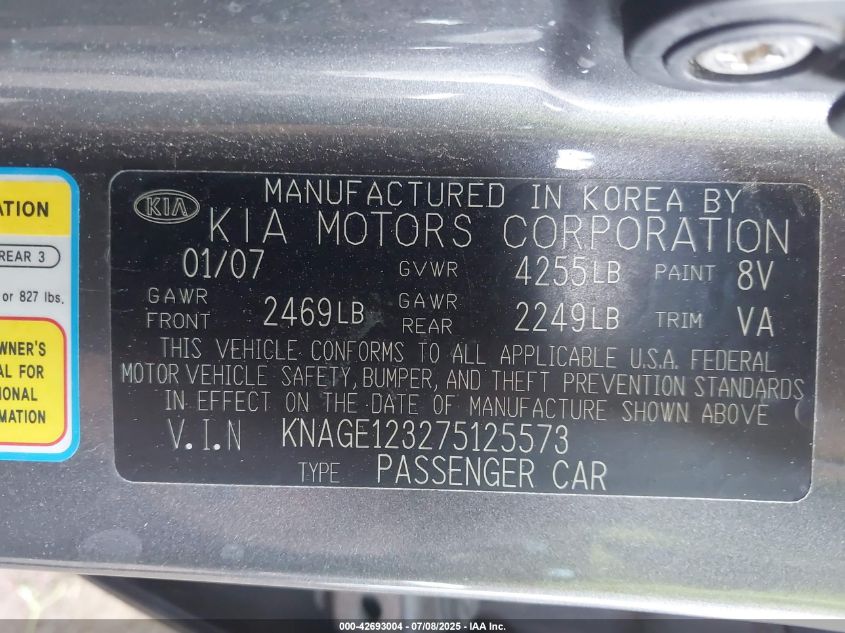 ATION
REAR 3
or 827 lbs.
WNER'S
AL FOR
IONAL
RMATION
KIA
MANUFACTURED IN KOREA BY
KIA MOTORS CORPORATION
01/07 GVWR 4255LB PAINT 8V
GAWR FRONT 2469LB GAWR REAR 2249LB TRIM VA
THIS VEHICLE CONFORMS TO ALL APPLICABLE U.S.A. FEDERAL
MOTOR VEHICLE SAFETY, BUMPER, AND THEFT PREVENTION STANDARDS
IN EFFECT ON THE DATE OF MANUFACTURE SHOWN ABOVE
V.I.N KNAGE123275125573
TYPE PASSENGER CAR
000-42693004 - 07/08/2025 - IAA Inc.